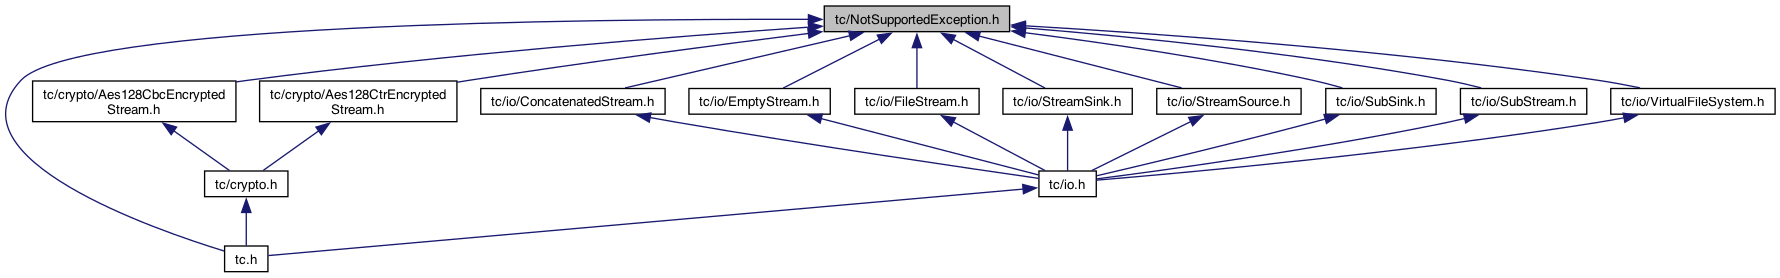 tc/NotSupportedException.h
tc/crypto/Aes128CbcEncrypted
Stream.h
tc/crypto/Aes128CtrEncrypted
Stream.h
tc/io/ConcatenatedStream.h
tc/io/EmptyStream.h
tc/io/FileStream.h
tc/io/StreamSink.h
tc/io/StreamSource.h
tc/io/SubSink.h
tc/io/SubStream.h
tc/io/VirtualFileSystem.h
tc/crypto.h
tc/io.h
tc.h